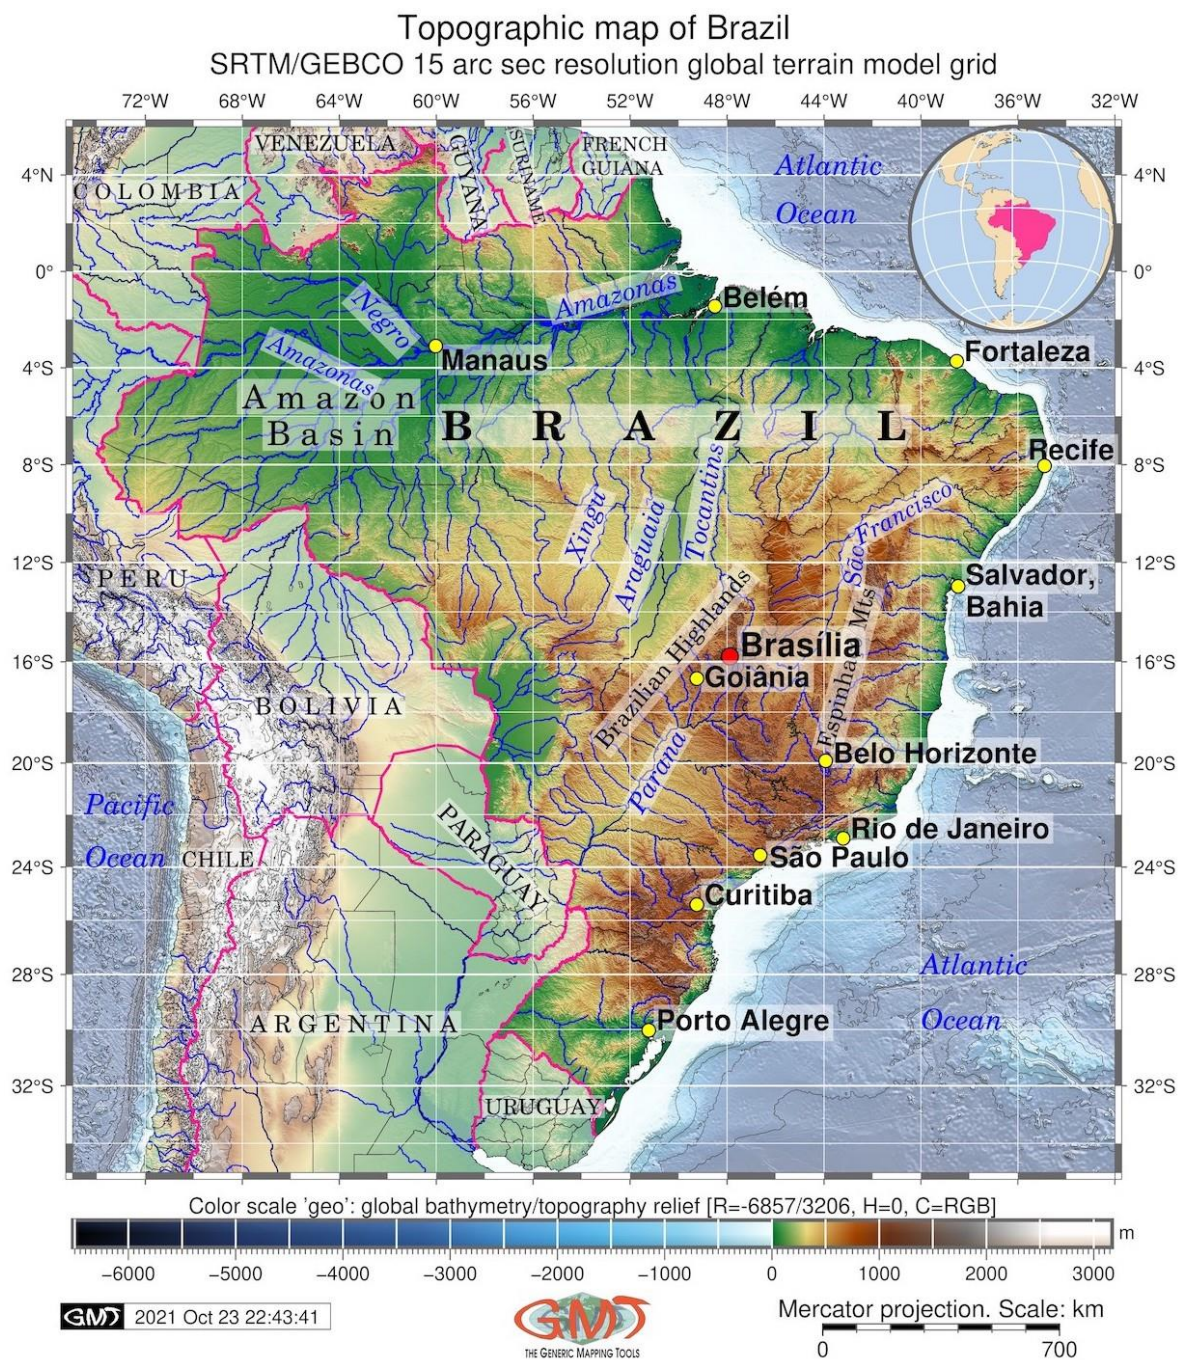 Topographic map of Brazil
SRTM/GEBCO 15 arc sec resolution global terrain model grid
72°W 68°W 64°W 60°W 56°W 52°W 48°W 44°W 40°W 36°W 32°W
VENEZUELA
GUYANA
SURINAME
FRENCH
GUIANA
Atlantic
Ocean
4°N 4°N
COLOMBIA
0° 0°
Negro
Amazonas
Belém
Amazonas
Manaus
Fortaleza
4°S 4°S
Amazon
Basin
BRAZIL
Recife
8°S 8°S
Xingu
Araguaia
Tocantins
São Francisco
12°S 12°S
PERU
Salvador,
Bahia
Brazilian Highlands
Espinhaço Mts
Brasília
16°S 16°S
Goiânia
BOLIVIA
Parana
Belo Horizonte
20°S 20°S
Pacific
Ocean
PARAGUAY
Rio de Janeiro
CHILE
São Paulo
24°S 24°S
Curitiba
Atlantic
Ocean
28°S 28°S
ARGENTINA
Porto Alegre
32°S 32°S
URUGUAY
Color scale 'geo': global bathymetry/topography relief [R=-6857/3206, H=0, C=RGB]
m
−6000 −5000 −4000 −3000 −2000 −1000 0 1000 2000 3000
GMT 2021 Oct 23 22:43:41
GMT
THE GENERIC MAPPING TOOLS
Mercator projection. Scale: km
0 700